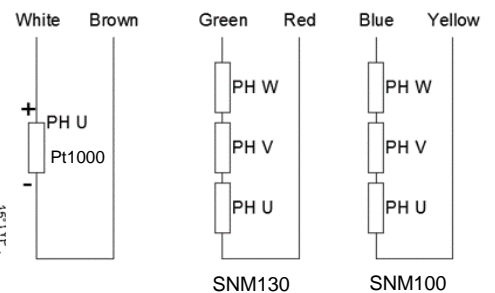 White Brown Green Red Blue Yellow
PH W PH W
+
PH U
Pt1000
PH V PH V
-
PH U PH U
SNM130 SNM100